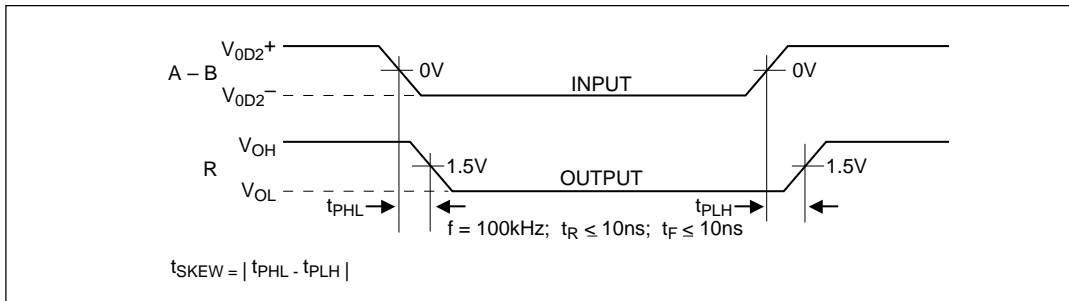 V0D2+
A – B
0V
0V
V0D2–
INPUT
VOH
R
1.5V
1.5V
VOL
OUTPUT
tPHL
tPLH
f = 100kHz; tR ≤ 10ns; tF ≤ 10ns
tSKEW = | tPHL - tPLH |